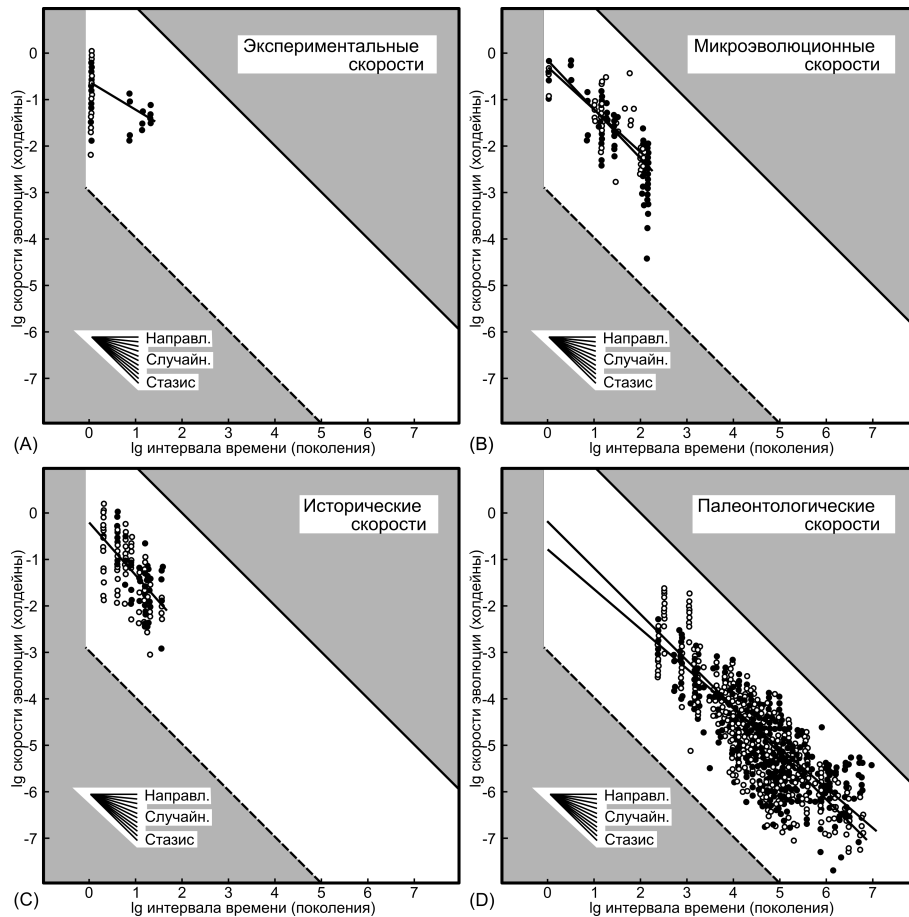 Экспериментальные
скорости
lg скорости эволюции (холдейны)
0
-1
-2
-3
-4
-5
-6
-7
Направл.
Случайн.
Стазис
0 1 2 3 4 5 6 7
(A) lg интервала времени (поколения)
Микроэволюционные
скорости
lg скорости эволюции (холдейны)
0
-1
-2
-3
-4
-5
-6
-7
Направл.
Случайн.
Стазис
0 1 2 3 4 5 6 7
(B) lg интервала времени (поколения)
Исторические
скорости
lg скорости эволюции (холдейны)
0
-1
-2
-3
-4
-5
-6
-7
Направл.
Случайн.
Стазис
0 1 2 3 4 5 6 7
(C) lg интервала времени (поколения)
Палеонтологические
скорости
lg скорости эволюции (холдейны)
0
-1
-2
-3
-4
-5
-6
-7
Направл.
Случайн.
Стазис
0 1 2 3 4 5 6 7
(D) lg интервала времени (поколения)